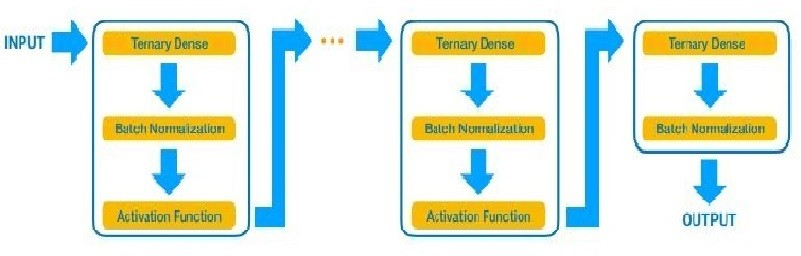 INPUT
Ternary Dense
Batch Normalization
Activation Function
...
Ternary Dense
Batch Normalization
Activation Function
Ternary Dense
Batch Normalization
OUTPUT